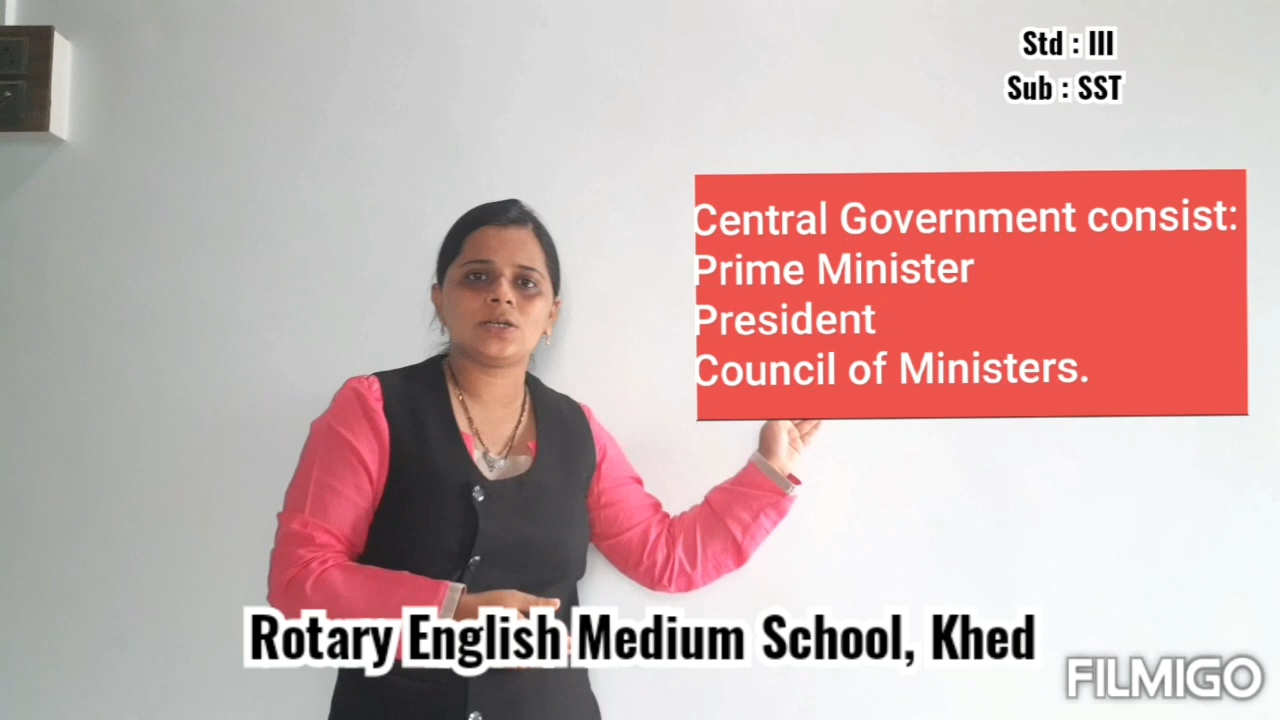 Std : III
Sub : SST
Central Government consist:
Prime Minister
President
Council of Ministers.
Rotary English Medium School, Khed
FILMIGO